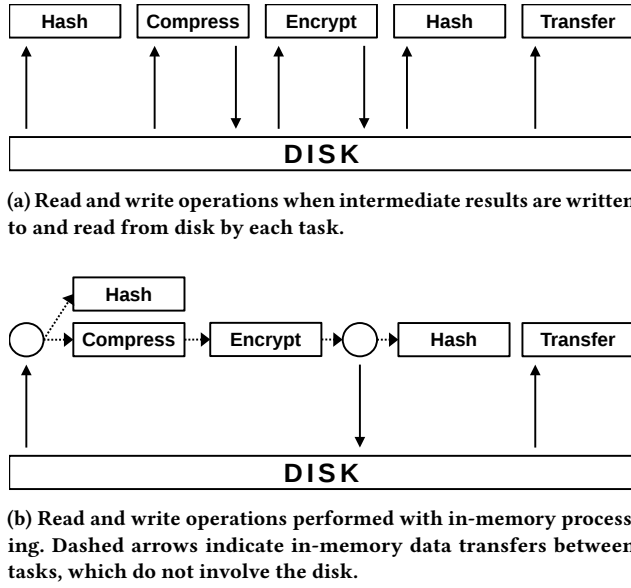 Hash Compress Encrypt Hash Transfer
DISK
(a) Read and write operations when intermediate results are written
to and read from disk by each task.
Hash
Compress Encrypt Hash Transfer
DISK
(b) Read and write operations performed with in-memory process-
ing. Dashed arrows indicate in-memory data transfers between
tasks, which do not involve the disk.